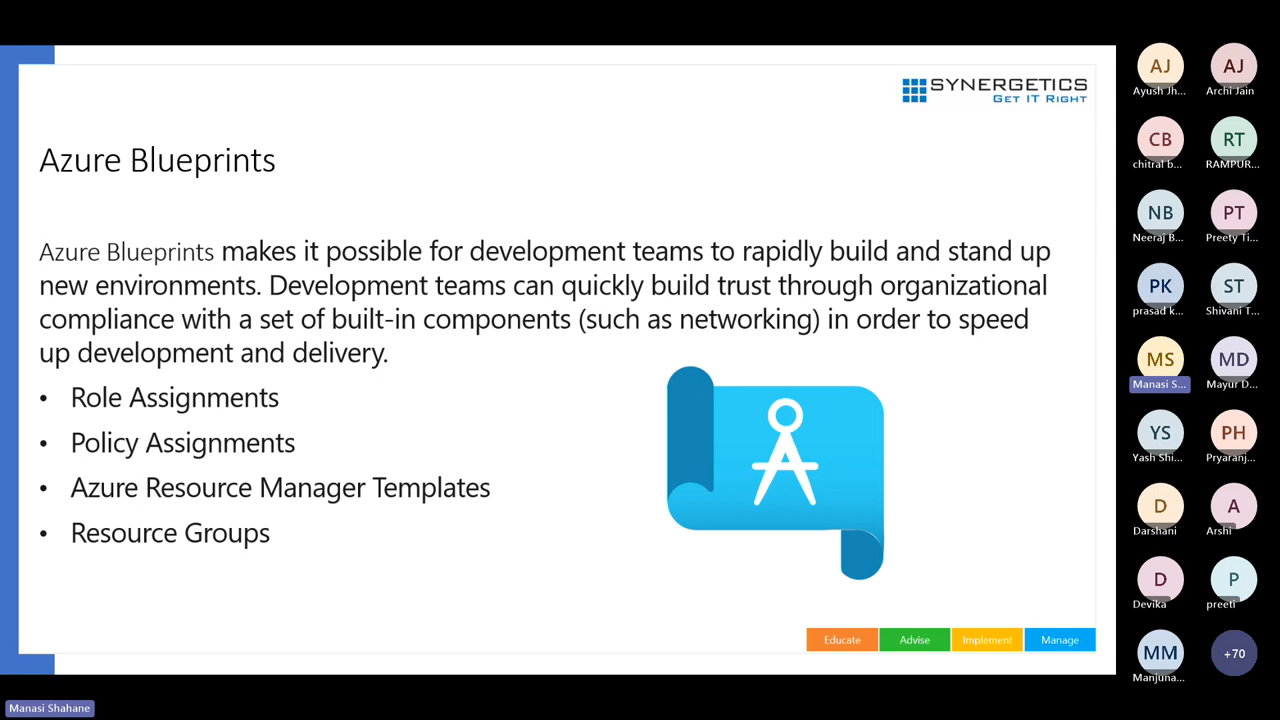 SYNERGETICS
GET IT RIGHT
Azure Blueprints
Azure Blueprints makes it possible for development teams to rapidly build and stand up
new environments. Development teams can quickly build trust through organizational
compliance with a set of built-in components (such as networking) in order to speed
up development and delivery.
• Role Assignments
• Policy Assignments
• Azure Resource Manager Templates
• Resource Groups
Educate Advise Implement Manage
AJ AJ
Ayush Jh... Archi Jain
CB RT
chitral b... RAMPUR...
NB PT
Neeraj B... Preety Ti...
PK ST
prasad k... Shivani T...
MS MD
Manasi S... Mayur D...
YS PH
Yash Shi... Pryaranj...
D A
Darshani Arshi
D P
Devika preeti
MM +70
Manjuna...
Manasi Shahane